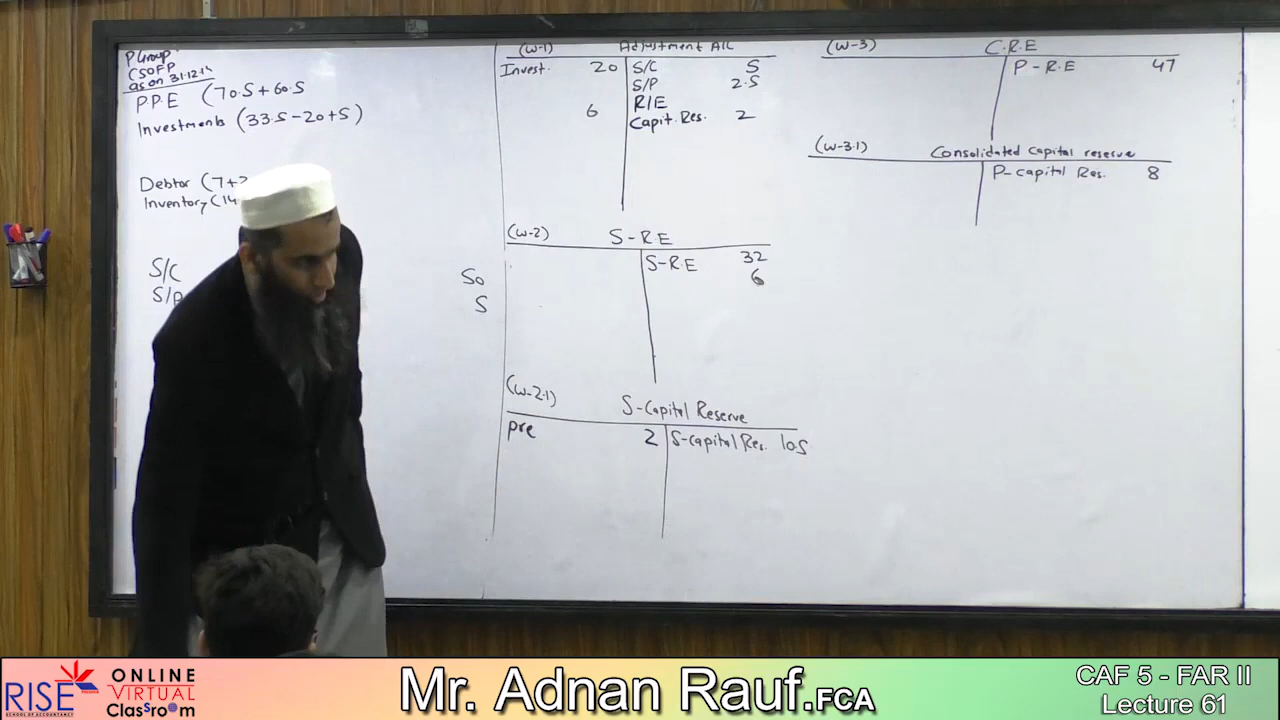 P Group
CSOFP
as on 31.12.1
P.P.E (70.5+60.5
Investments (33.5-20+5)
Debtor (7+
Inventory (14
S/C 50
S/P 5
(W-1) Adjustment A/C
Invest. 20 S/C 5
S/P 2.5
R/E
6 Capit. Res. 2
(W-2) S-R.E
S-R.E 32
6
(W-2.1) S-Capital Reserve
pre 2 S-capital Res. 10.5
(W-3) C.R.E
P-R.E 47
(W-3.1) Consolidated Capital reserve
P-capital Res. 8
RISE
SCHOOL OF ACCOUNTANCY
ONLINE
VIRTUAL
Classroom
Mr. Adnan Rauf.FCA
CAF 5 - FAR II
Lecture 61